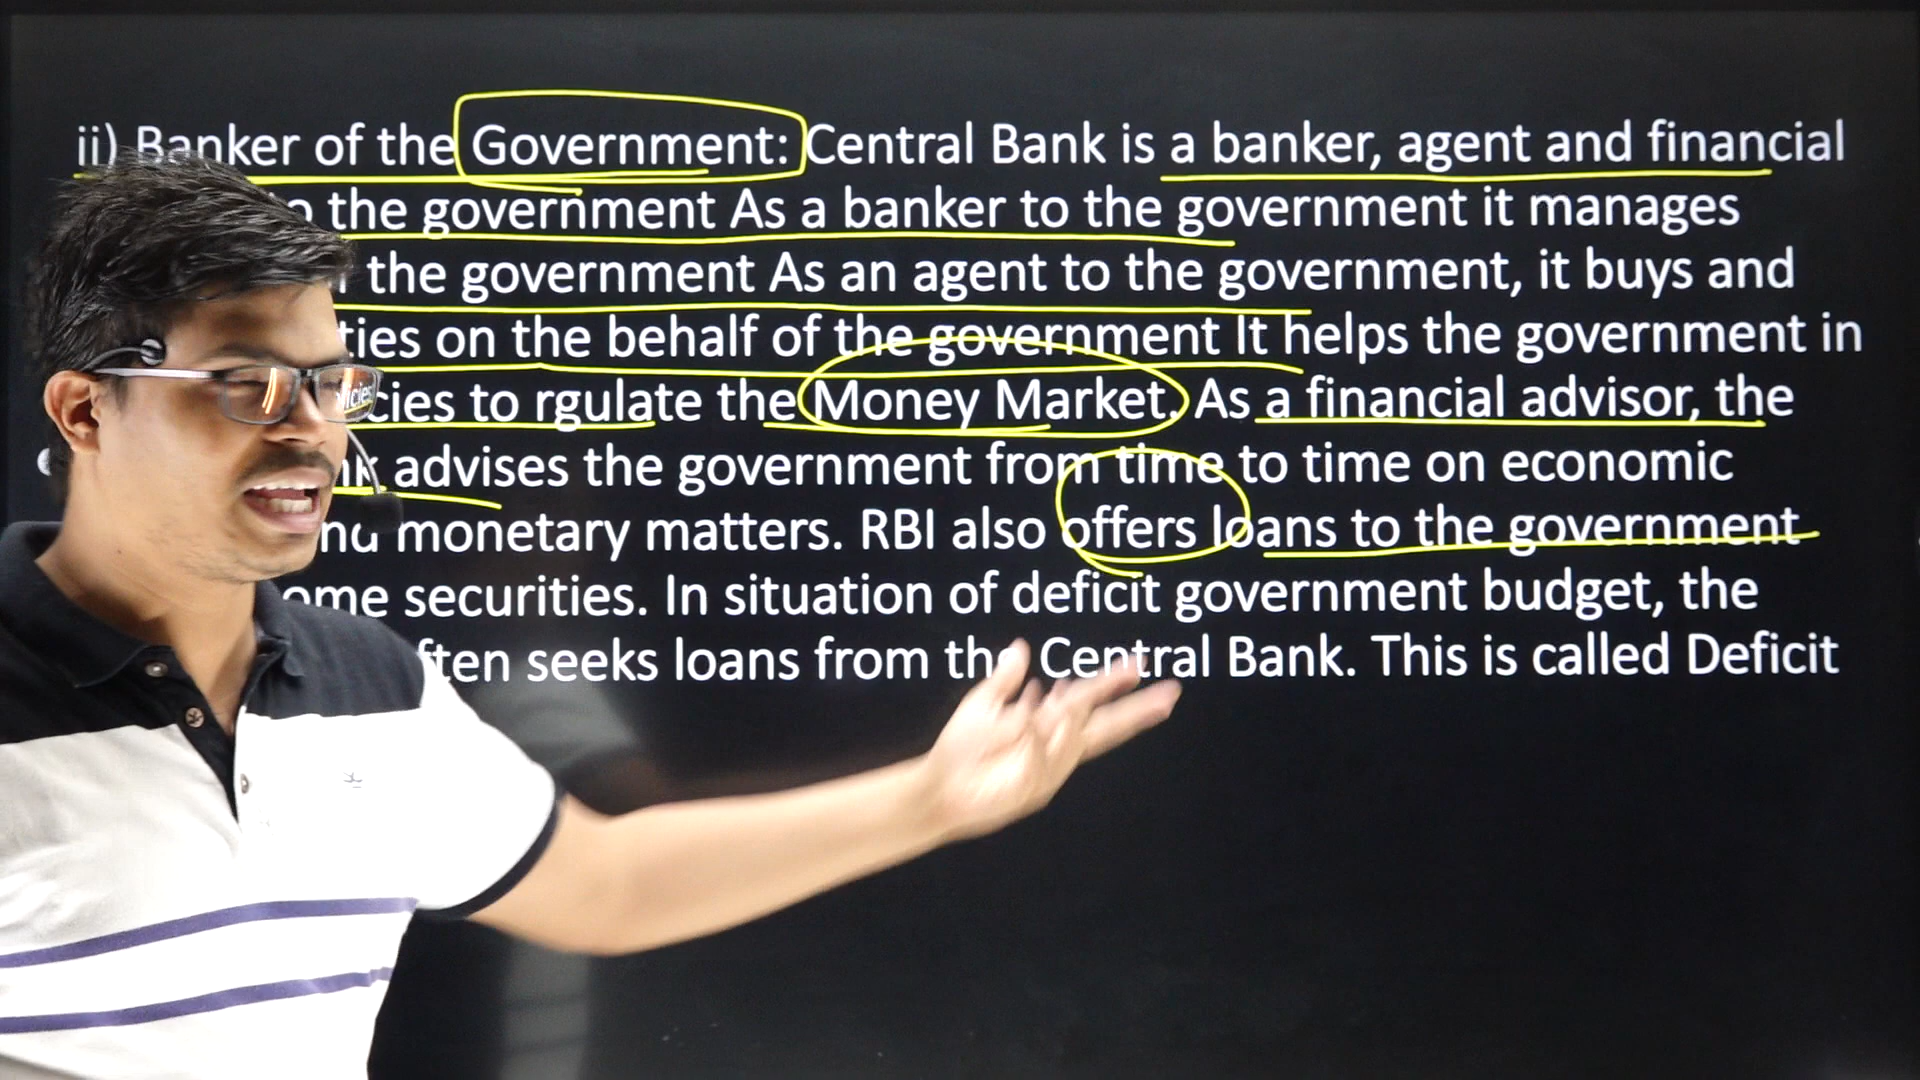 ii) Banker of the Government: Central Bank is a banker, agent and financial
to the government As a banker to the government it manages
the government As an agent to the government, it buys and
ties on the behalf of the government It helps the government in
cies to rgulate the Money Market. As a financial advisor, the
advises the government from time to time on economic
monetary matters. RBI also offers loans to the government
securities. In situation of deficit government budget, the
seeks loans from the Central Bank. This is called Deficit